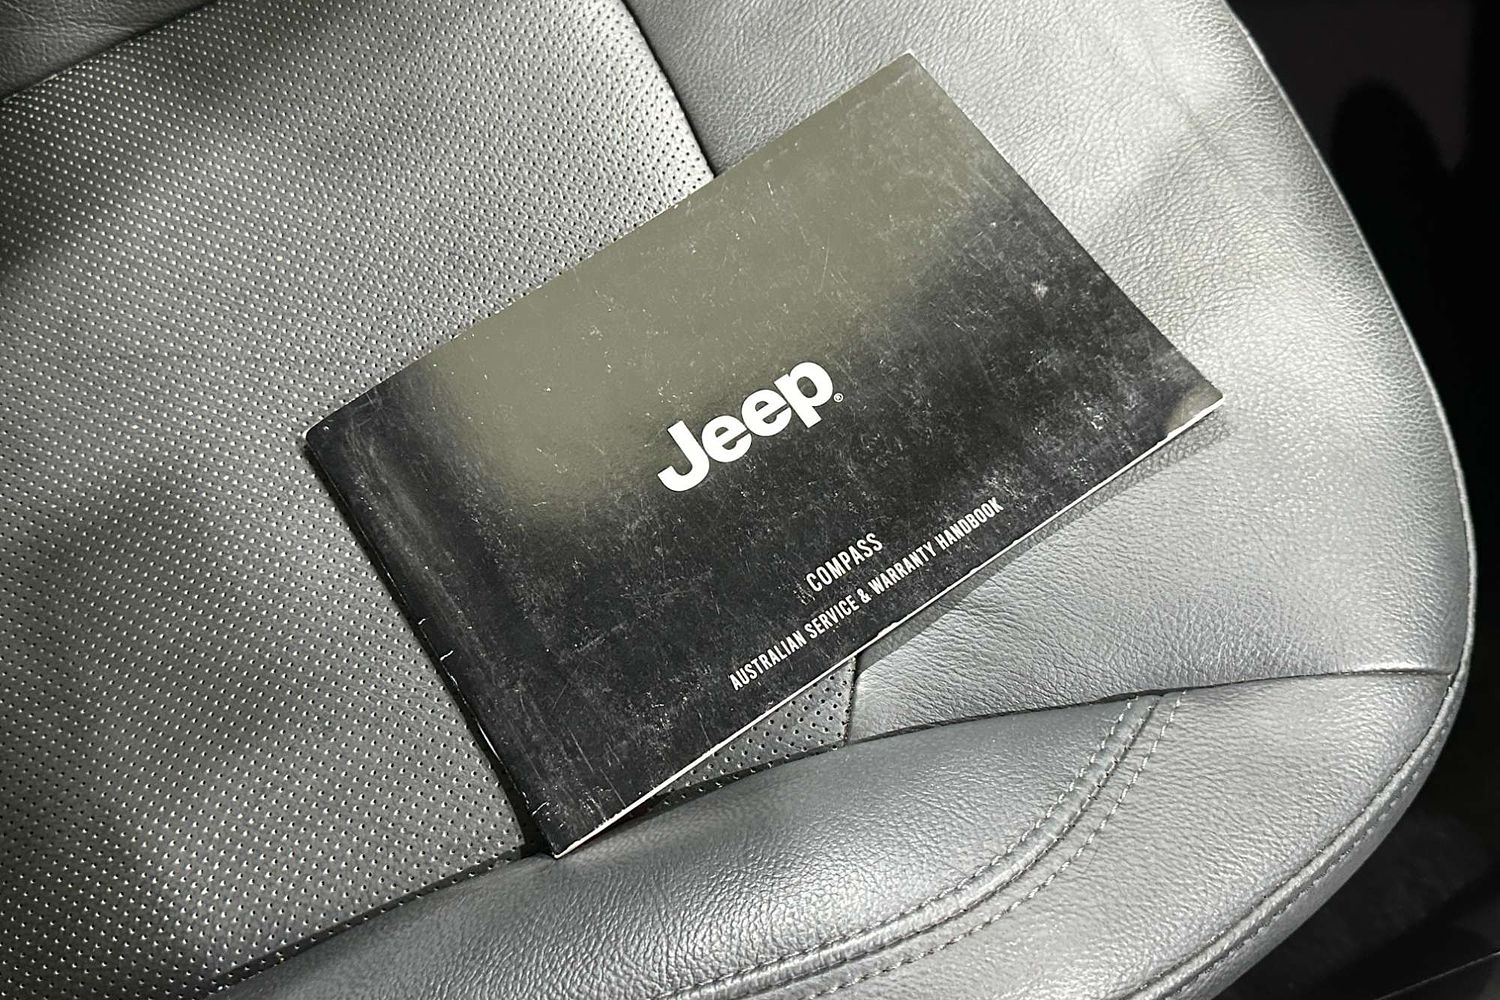 Jeep®
COMPASS
AUSTRALIAN SERVICE & WARRANTY HANDBOOK